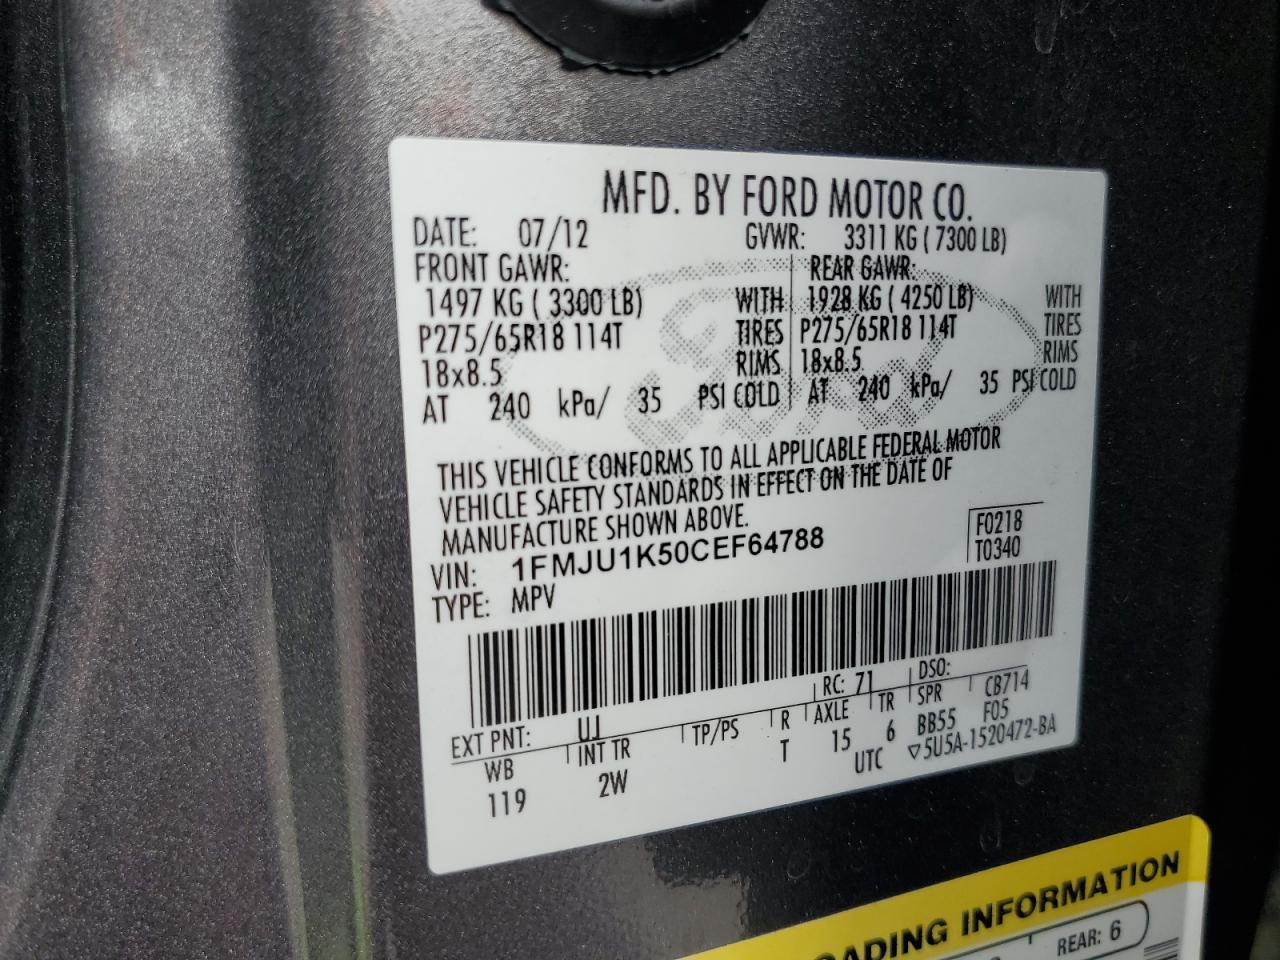 MFD. BY FORD MOTOR CO.
DATE: 07/12 GVWR: 3311 KG ( 7300 LB)
FRONT GAWR: REAR GAWR:
1497 KG ( 3300 LB) WITH 1928 KG ( 4250 LB) WITH
P275/65R18 114T TIRES P275/65R18 114T TIRES
18x8.5 RIMS 18x8.5 RIMS
AT 240 kPa/ 35 PSI COLD AT 240 kPa/ 35 PSI COLD
THIS VEHICLE CONFORMS TO ALL APPLICABLE FEDERAL MOTOR
VEHICLE SAFETY STANDARDS IN EFFECT ON THE DATE OF
MANUFACTURE SHOWN ABOVE.
VIN: 1FMJU1K50CEF64788 F0218
TYPE: MPV T0340
EXT PNT: UJ RC: 71 DSO:
WB INT TR TP/PS R AXLE TR SPR CB714
119 2W T 15 6 BB55 F05
UTC ▽5U5A-1520472-BA
ADING INFORMATION
REAR: 6